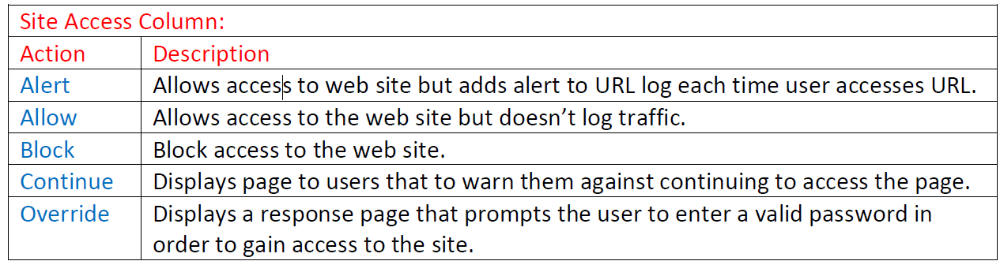 Site Access Column:
Action Description
Alert Allows access to web site but adds alert to URL log each time user accesses URL.
Allow Allows access to the web site but doesn’t log traffic.
Block Block access to the web site.
Continue Displays page to users that to warn them against continuing to access the page.
Override Displays a response page that prompts the user to enter a valid password in
order to gain access to the site.